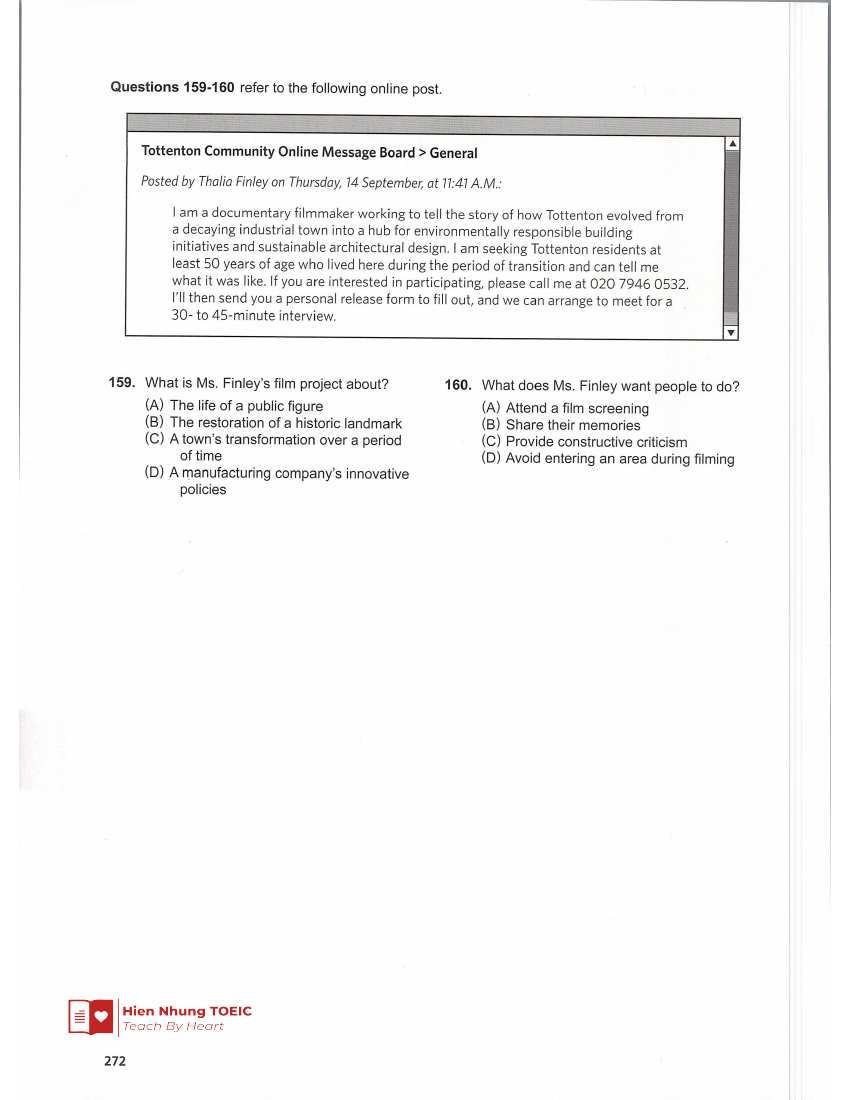 Questions 159-160 refer to the following online post.
Tottenton Community Online Message Board > General
Posted by Thalia Finley on Thursday, 14 September, at 11:41 A.M.:
I am a documentary filmmaker working to tell the story of how Tottenton evolved from
a decaying industrial town into a hub for environmentally responsible building
initiatives and sustainable architectural design. I am seeking Tottenton residents at
least 50 years of age who lived here during the period of transition and can tell me
what it was like. If you are interested in participating, please call me at 020 7946 0532.
I'll then send you a personal release form to fill out, and we can arrange to meet for a
30- to 45-minute interview.
159. What is Ms. Finley's film project about?
(A) The life of a public figure
(B) The restoration of a historic landmark
(C) A town's transformation over a period
of time
(D) A manufacturing company's innovative
policies
160. What does Ms. Finley want people to do?
(A) Attend a film screening
(B) Share their memories
(C) Provide constructive criticism
(D) Avoid entering an area during filming
Hien Nhung TOEIC
Teach By Heart
272